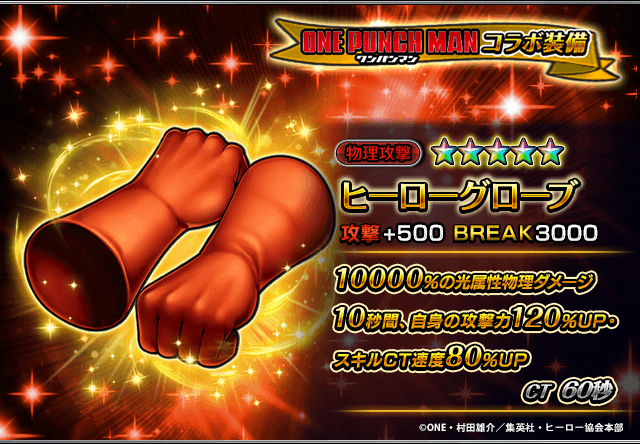 ONE PUNCH MAN コラボ装備
ワンパンマン
物理攻撃
ヒーローグローブ
攻撃+500 BREAK3000
10000%の光属性物理ダメージ
10秒間、自身の攻撃力120%UP・
スキルCT速度80%UP
CT 60秒
©ONE・村田雄介／集英社・ヒーロー協会本部